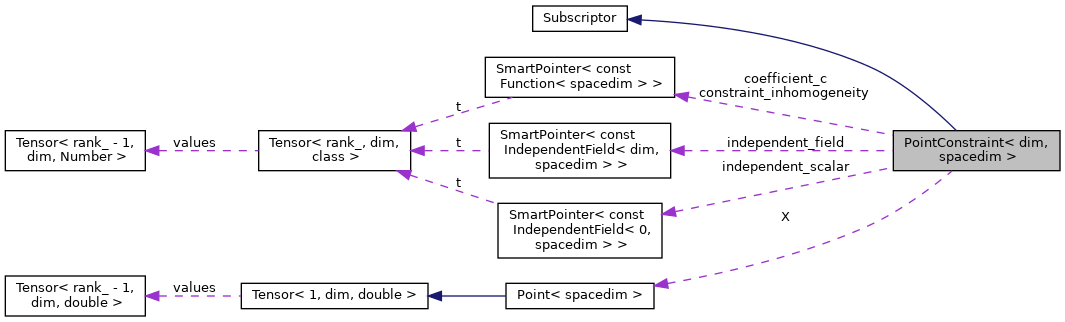 Subscriptor
SmartPointer< const
Function< spacedim > >
coefficient_c
constraint_inhomogeneity
t
Tensor< rank_ - 1,
dim, Number >
values
Tensor< rank_, dim,
class >
t
SmartPointer< const
IndependentField< dim,
spacedim > >
independent_field
PointConstraint< dim,
spacedim >
independent_scalar
t
SmartPointer< const
IndependentField< 0,
spacedim > >
X
Tensor< rank_ - 1,
dim, double >
values
Tensor< 1, dim, double >
Point< spacedim >